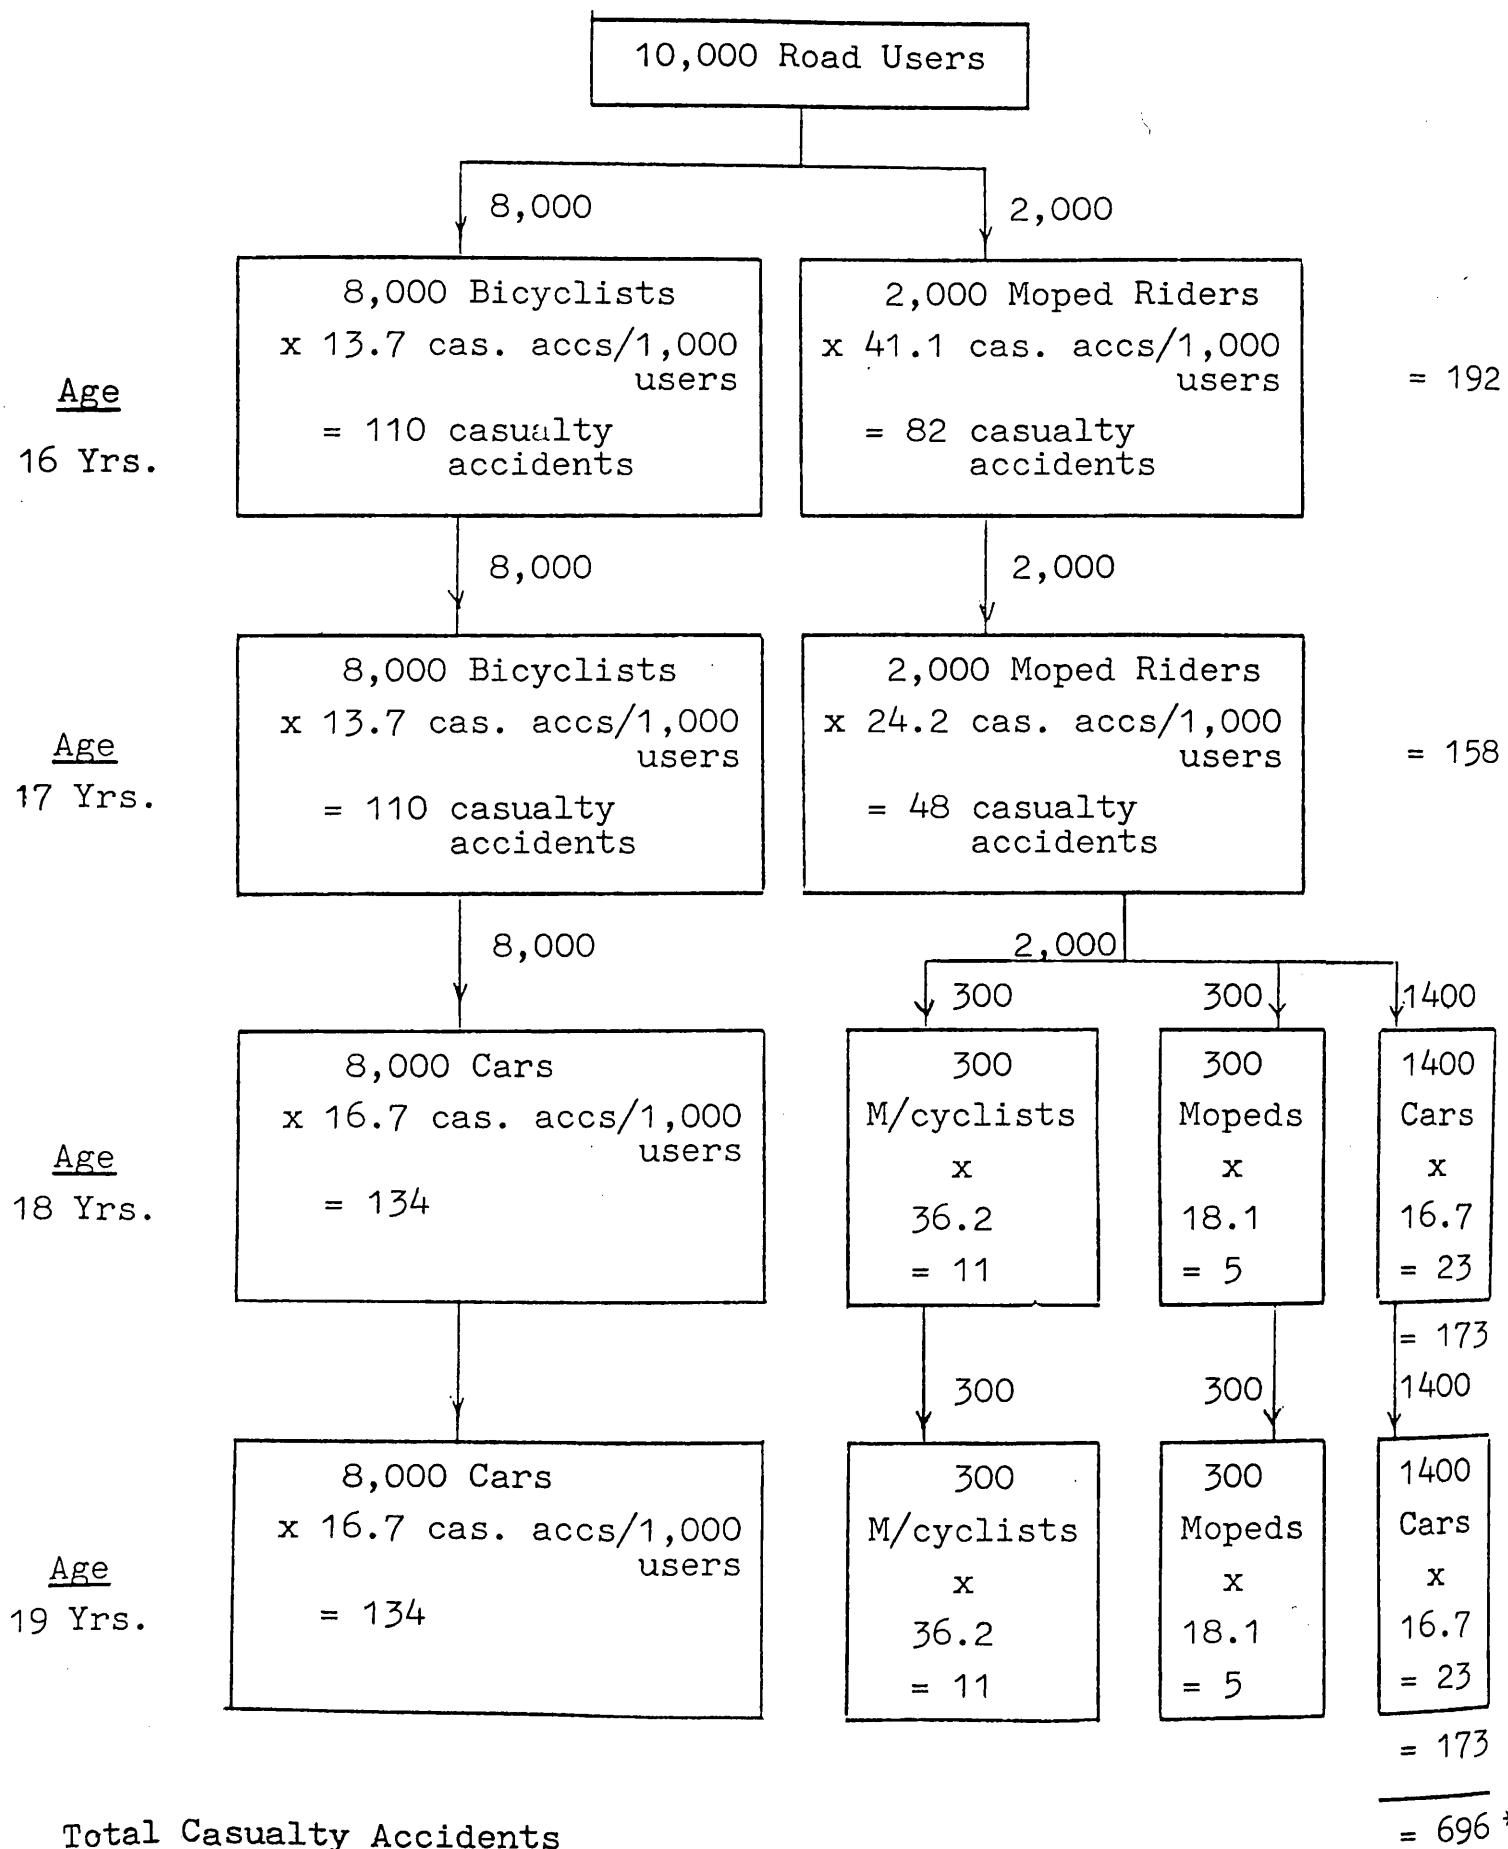 10,000 Road Users
8,000
2,000
8,000 Bicyclists
x 13.7 cas. accs/1,000
users
= 110 casualty
accidents
2,000 Moped Riders
x 41.1 cas. accs/1,000
users
= 82 casualty
accidents
= 192
Age
16 Yrs.
8,000
2,000
8,000 Bicyclists
x 13.7 cas. accs/1,000
users
= 110 casualty
accidents
2,000 Moped Riders
x 24.2 cas. accs/1,000
users
= 48 casualty
accidents
= 158
Age
17 Yrs.
8,000
2,000
300
300
1400
8,000 Cars
x 16.7 cas. accs/1,000
users
= 134
300
M/cyclists
x
36.2
= 11
300
Mopeds
x
18.1
= 5
1400
Cars
x
16.7
= 23
= 173
Age
18 Yrs.
300
300
1400
8,000 Cars
x 16.7 cas. accs/1,000
users
= 134
300
M/cyclists
x
36.2
= 11
300
Mopeds
x
18.1
= 5
1400
Cars
x
16.7
= 23
= 173
Age
19 Yrs.
Total Casualty Accidents
= 696 *